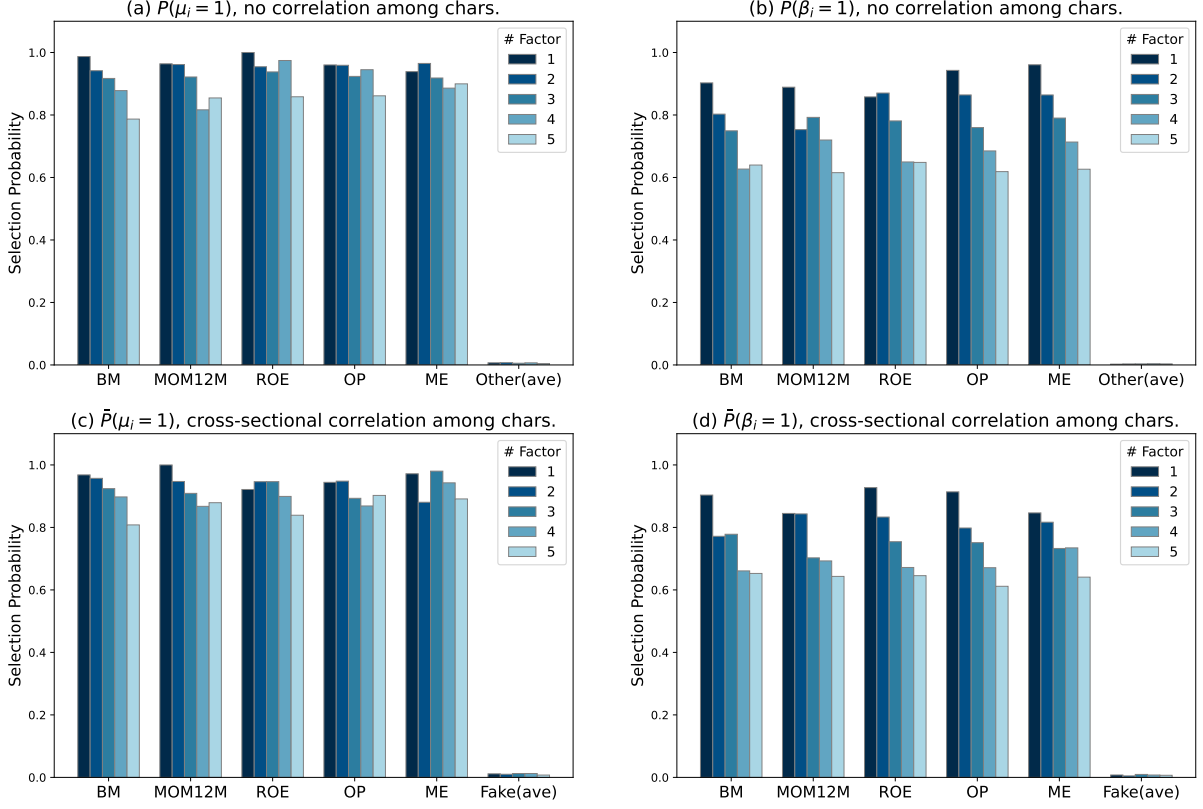 (a) P(μᵢ = 1), no correlation among chars.
Selection Probability
1.0
0.8
0.6
0.4
0.2
0.0
# Factor
1
2
3
4
5
BM MOM12M ROE OP ME Other(ave)
(b) P(βᵢ = 1), no correlation among chars.
Selection Probability
1.0
0.8
0.6
0.4
0.2
0.0
# Factor
1
2
3
4
5
BM MOM12M ROE OP ME Other(ave)
(c) P̄(μᵢ = 1), cross-sectional correlation among chars.
Selection Probability
1.0
0.8
0.6
0.4
0.2
0.0
# Factor
1
2
3
4
5
BM MOM12M ROE OP ME Fake(ave)
(d) P̄(βᵢ = 1), cross-sectional correlation among chars.
Selection Probability
1.0
0.8
0.6
0.4
0.2
0.0
# Factor
1
2
3
4
5
BM MOM12M ROE OP ME Fake(ave)